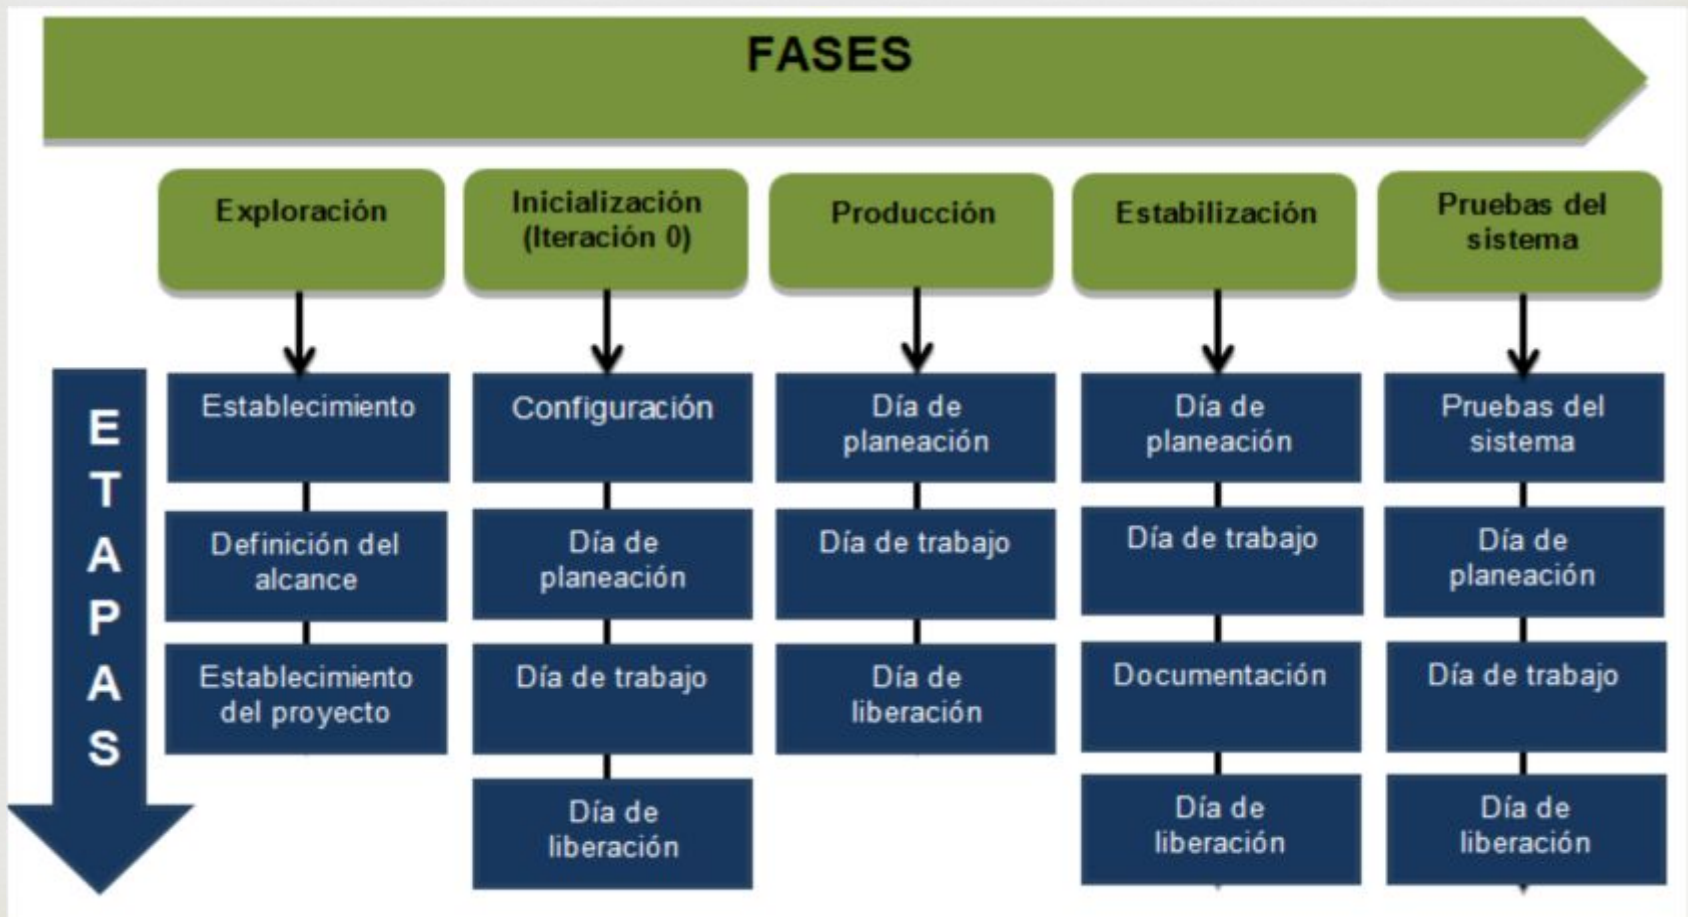 FASES
Exploración
Inicialización
(Iteración 0)
Producción
Estabilización
Pruebas del
sistema
ETAPAS
Establecimiento
Definición del
alcance
Establecimiento
del proyecto
Configuración
Día de
planeación
Día de trabajo
Día de
liberación
Día de
planeación
Día de trabajo
Día de
liberación
Día de
planeación
Día de trabajo
Documentación
Día de
liberación
Pruebas del
sistema
Día de
planeación
Día de trabajo
Día de
liberación